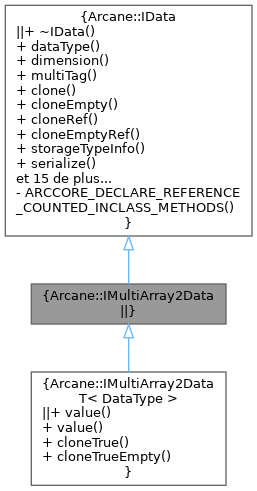 {Arcane::IData
||+ ~IData()
+ dataType()
+ dimension()
+ multiTag()
+ clone()
+ cloneEmpty()
+ cloneRef()
+ cloneEmptyRef()
+ storageTypeInfo()
+ serialize()
et 15 de plus...
- ARCCORE_DECLARE_REFERENCE
_COUNTED_INCLASS_METHODS()
}
{Arcane::IMultiArray2Data
||}
{Arcane::IMultiArray2Data
T< DataType >
||+ value()
+ value()
+ cloneTrue()
+ cloneTrueEmpty()
}